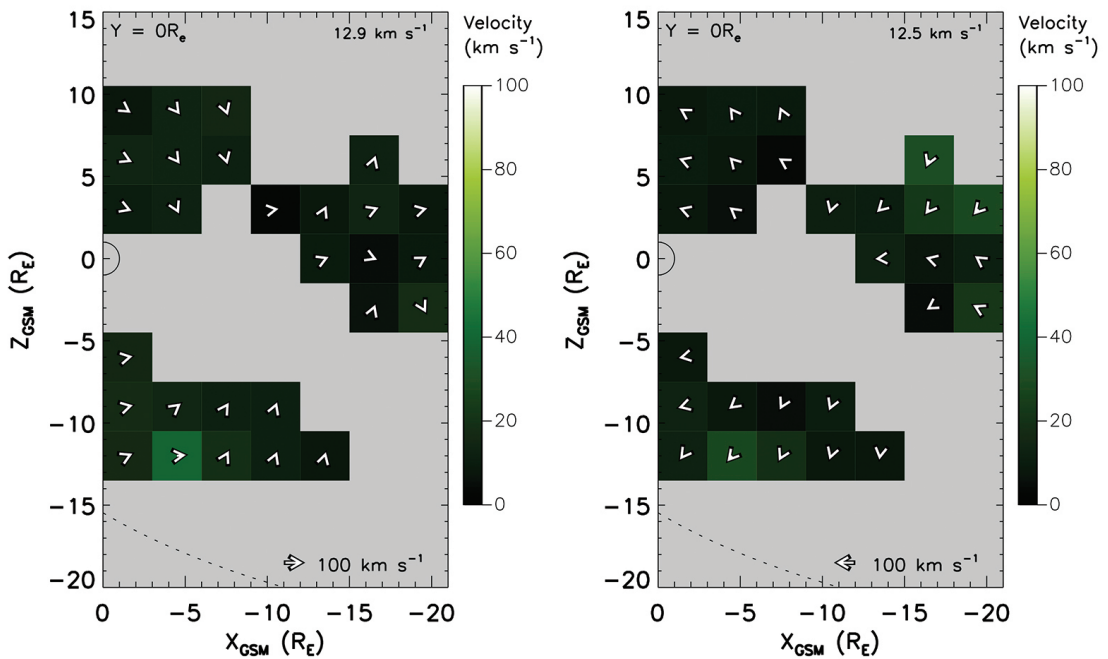 Y = 0Rₑ 12.9 km s⁻¹
Velocity
(km s⁻¹)
15
10
5
0
−5
−10
−15
−20
Z_GSM (R_E)
100
80
60
40
20
0
100 km s⁻¹
0 −5 −10 −15 −20
X_GSM (R_E)
Y = 0Rₑ 12.5 km s⁻¹
Velocity
(km s⁻¹)
15
10
5
0
−5
−10
−15
−20
Z_GSM (R_E)
100
80
60
40
20
0
100 km s⁻¹
0 −5 −10 −15 −20
X_GSM (R_E)